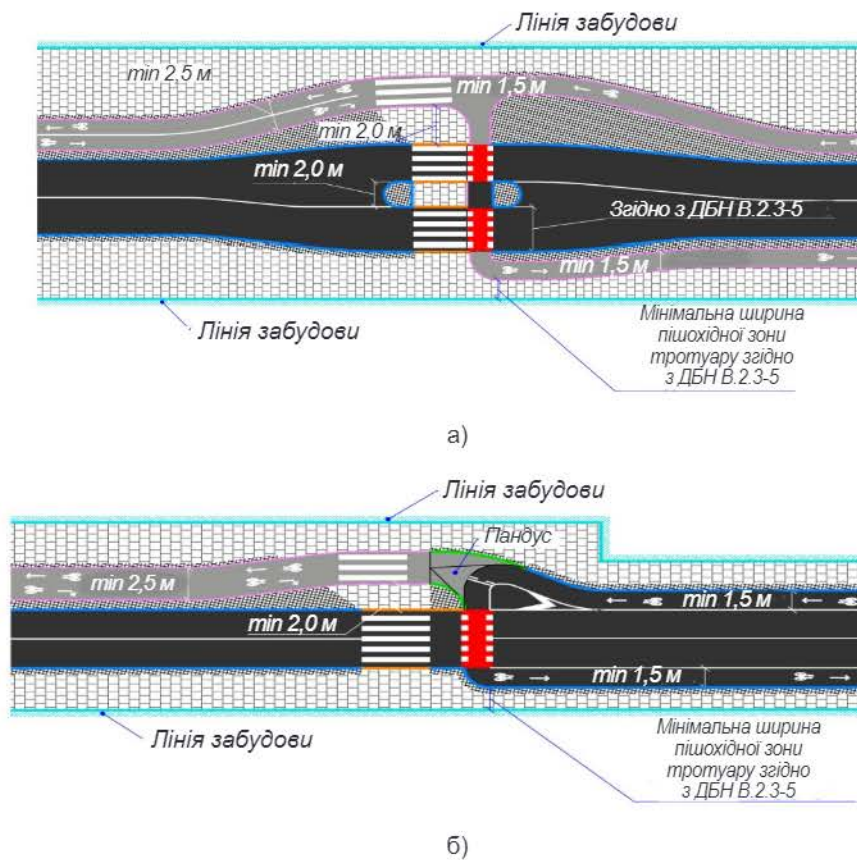 Лінія забудови
min 2,5 м
min 1,5 м
min 2,0 м
min 2,0 м
Згідно з ДБН В.2.3-5
min 1,5 м
Лінія забудови
Мінімальна ширина
пішохідної зони
тротуару згідно
з ДБН В.2.3-5
а)
Лінія забудови
Пандус
min 2,5 м
min 1,5 м
min 2,0 м
min 1,5 м
Лінія забудови
Мінімальна ширина
пішохідної зони
тротуару згідно
з ДБН В.2.3-5
б)